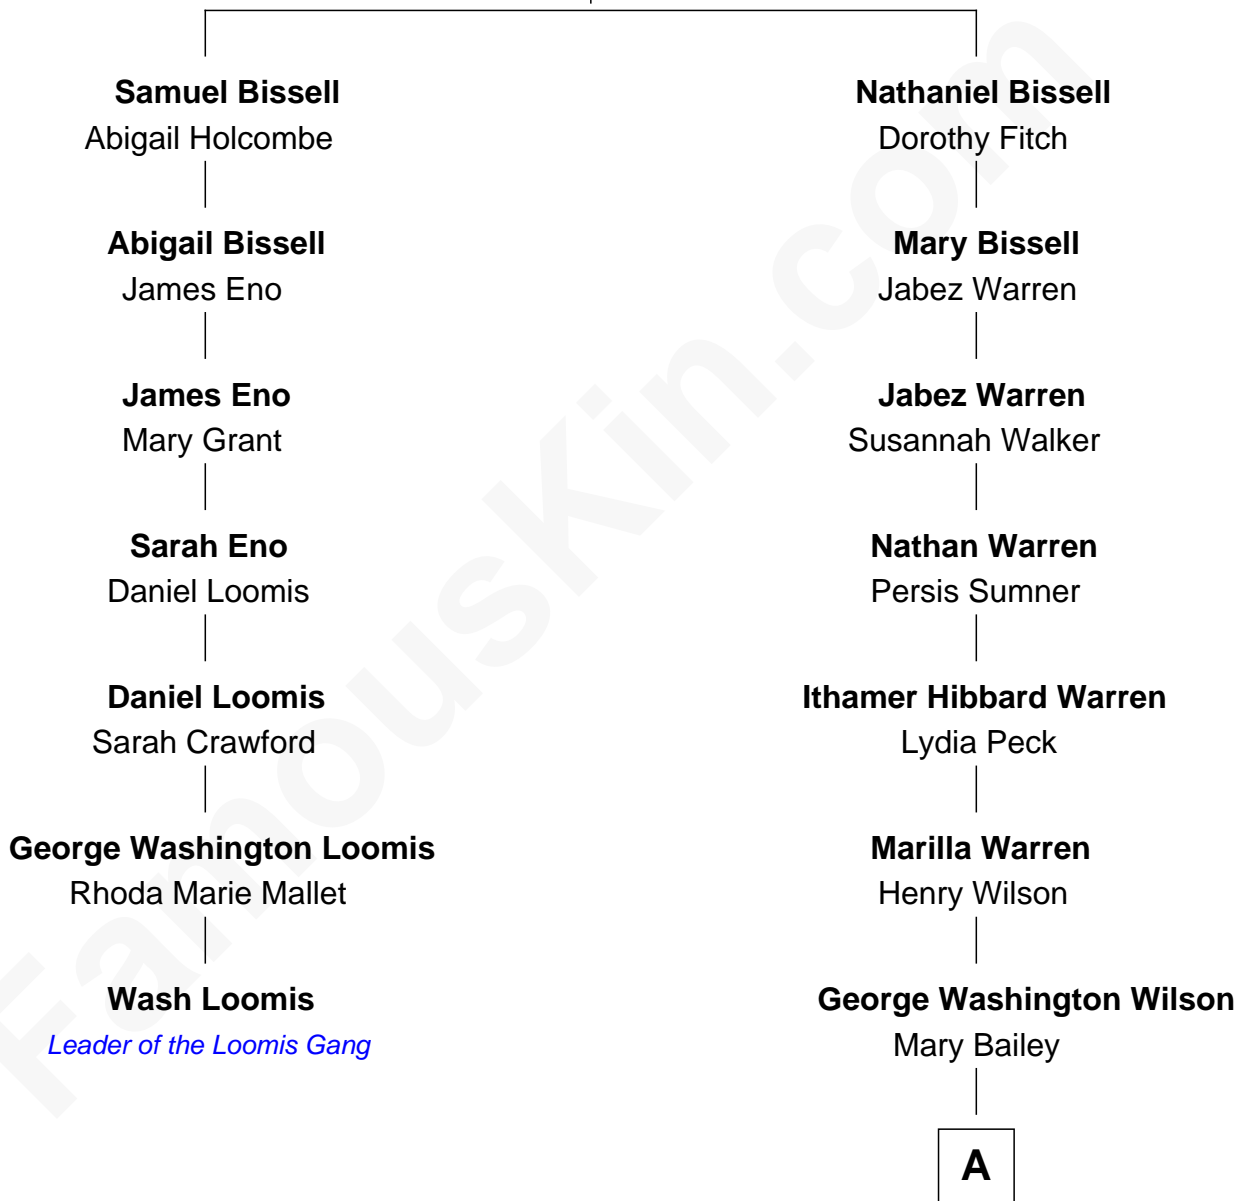 Samuel Bissell
Abigail Holcombe
Abigail Bissell
James Eno
James Eno
Mary Grant
Sarah Eno
Daniel Loomis
Daniel Loomis
Sarah Crawford
George Washington Loomis
Rhoda Marie Mallet
Wash Loomis
Leader of the Loomis Gang
Nathaniel Bissell
Dorothy Fitch
Mary Bissell
Jabez Warren
Jabez Warren
Susannah Walker
Nathan Warren
Persis Sumner
Ithamer Hibbard Warren
Lydia Peck
Marilla Warren
Henry Wilson
George Washington Wilson
Mary Bailey
A
FamousKin.com